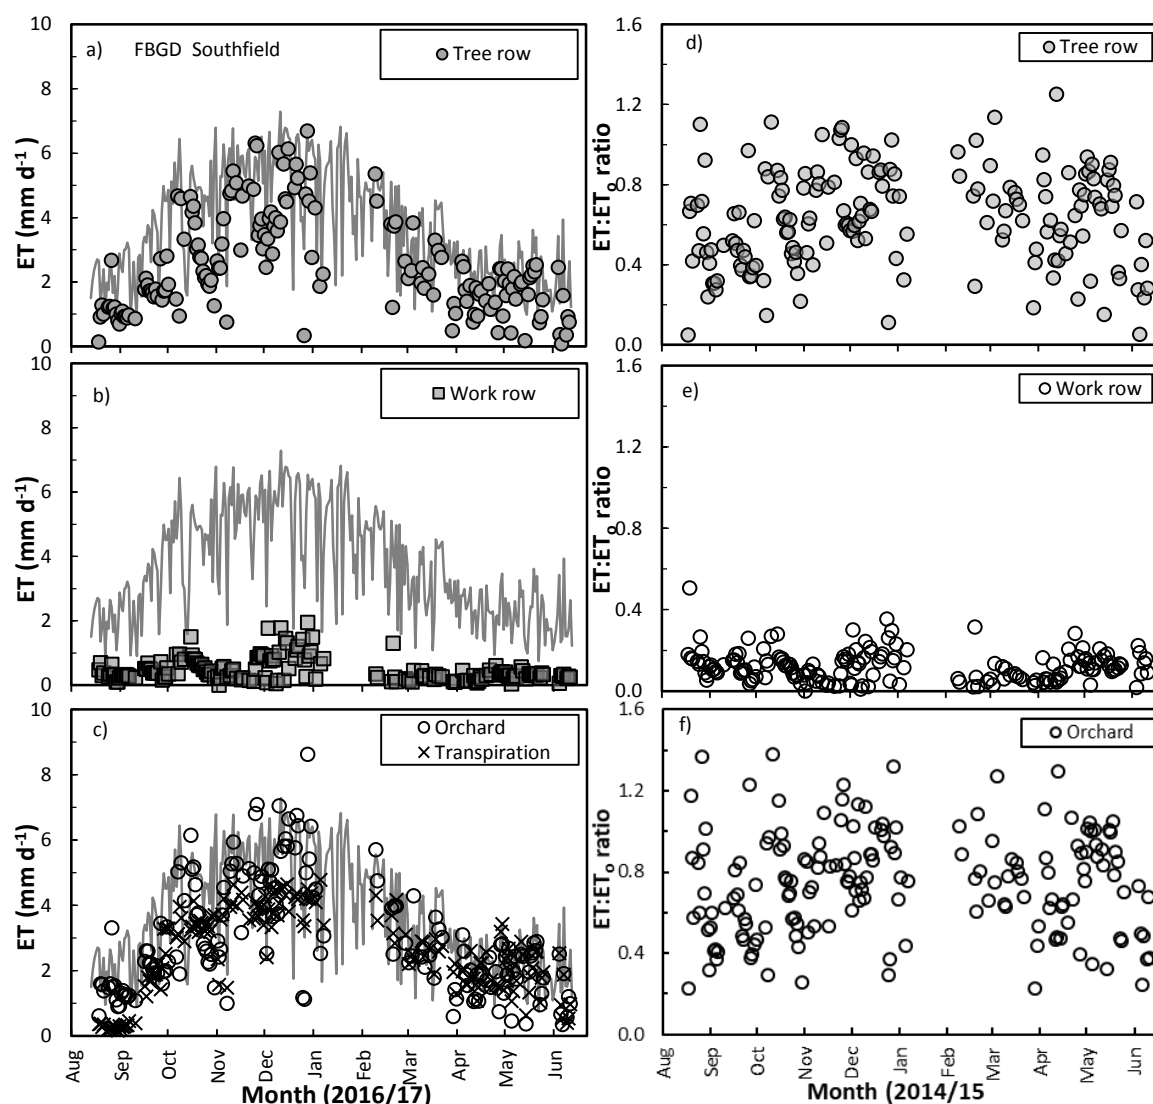 a) FBGD Southfield
Tree row
ET (mm d-1)
10
8
6
4
2
0
b)
Work row
ET (mm d-1)
10
8
6
4
2
0
c)
Orchard
Transpiration
ET (mm d-1)
10
8
6
4
2
0
Aug
Sep
Oct
Nov
Dec
Jan
Feb
Mar
Apr
May
Jun
Month (2016/17)
d)
Tree row
ET:ETo ratio
1.6
1.2
0.8
0.4
0.0
e)
Work row
ET:ETo ratio
1.6
1.2
0.8
0.4
0.0
f)
Orchard
ET:ETo ratio
1.6
1.2
0.8
0.4
0.0
Aug
Sep
Oct
Nov
Dec
Jan
Feb
Mar
Apr
May
Jun
Month (2014/15